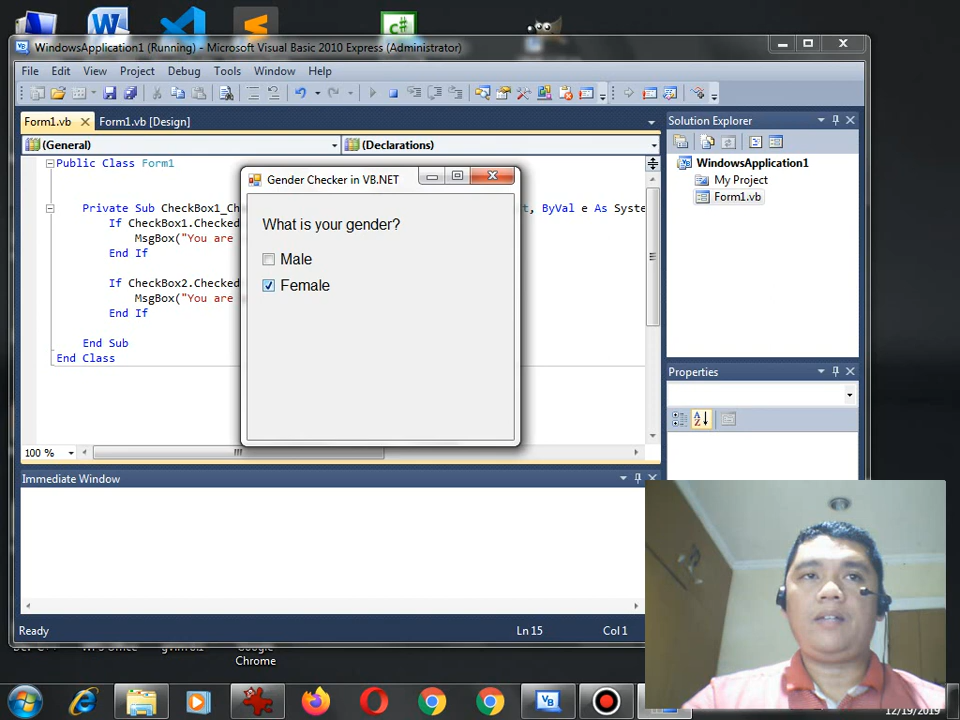 WindowsApplication1 (Running) - Microsoft Visual Basic 2010 Express (Administrator)
File Edit View Project Debug Tools Window Help
Form1.vb Form1.vb [Design]
(General) (Declarations)
Public Class Form1
Private Sub CheckBox1_Ch , ByVal e As Syste
If CheckBox1.Checked
MsgBox("You are
End If
If CheckBox2.Checked
MsgBox("You are
End If
End Sub
End Class
100 %
Gender Checker in VB.NET
What is your gender?
Male
Female
Solution Explorer
WindowsApplication1
My Project
Form1.vb
Properties
Immediate Window
Ready Ln 15 Col 1
Google
Chrome
12/19/2019